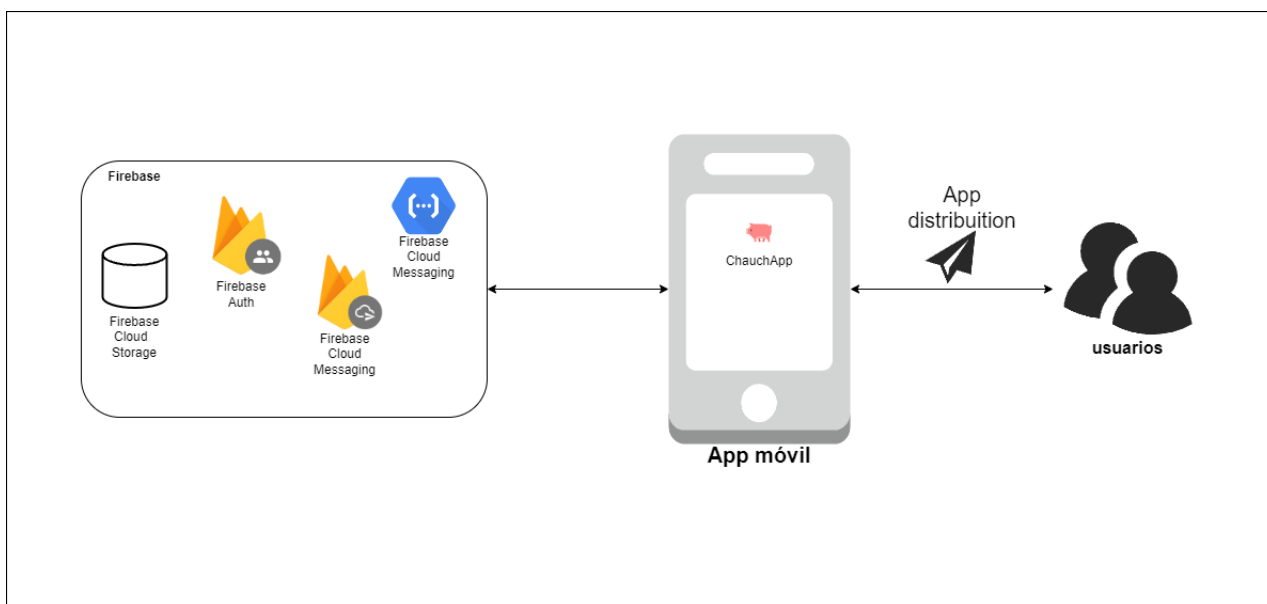 Firebase
Firebase
Cloud
Storage
Firebase
Auth
Firebase
Cloud
Messaging
Firebase
Cloud
Messaging
ChauchApp
App móvil
App
distribuition
usuarios